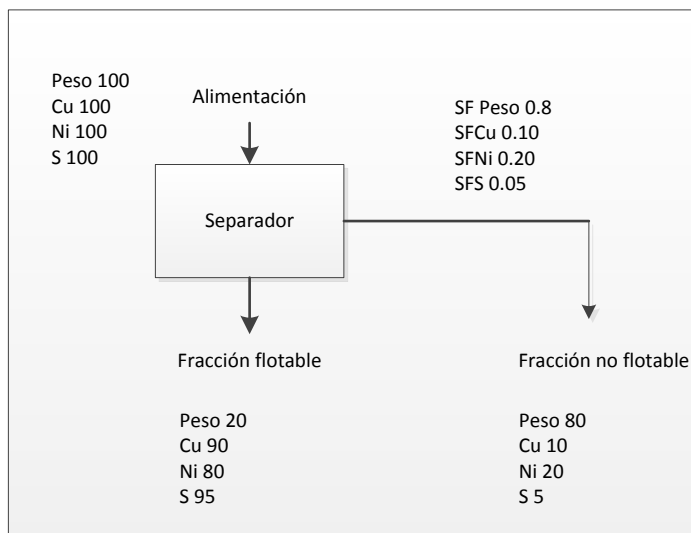 Peso 100
Cu 100
Ni 100
S 100
Alimentación
SF Peso 0.8
SFCu 0.10
SFNi 0.20
SFS 0.05
Separador
Fracción flotable
Fracción no flotable
Peso 20
Cu 90
Ni 80
S 95
Peso 80
Cu 10
Ni 20
S 5